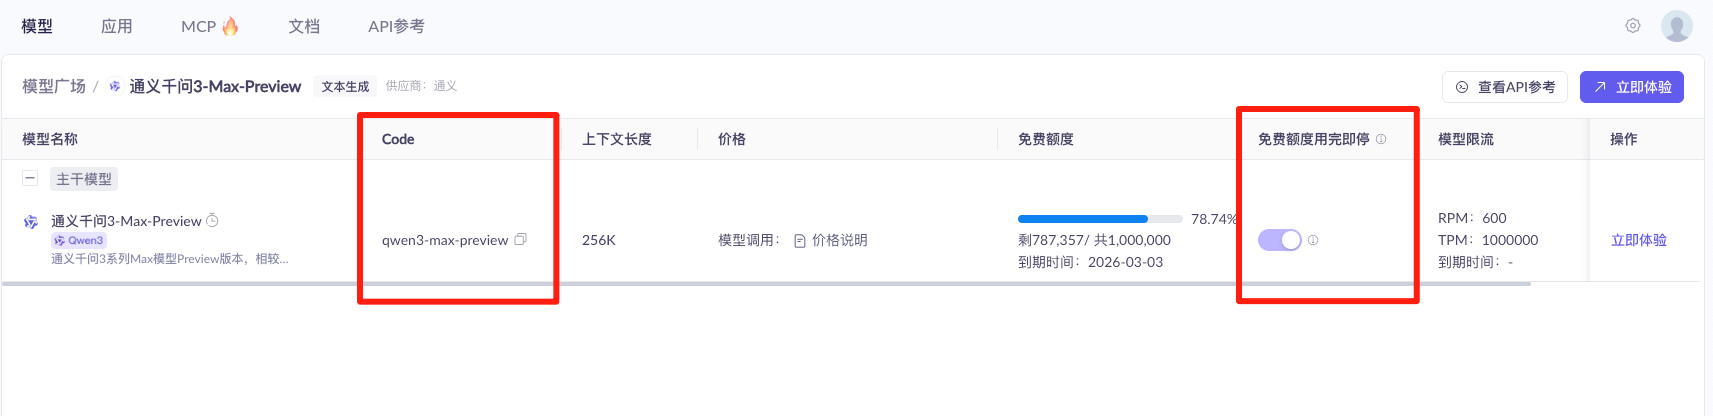 模型 应用 MCP 文档 API参考
模型广场 / 通义千问3-Max-Preview 文本生成 供应商：通义 查看API参考 立即体验
模型名称 Code 上下文长度 价格 免费额度 免费额度用完即停 模型限流 操作
主干模型
通义千问3-Max-Preview
Qwen3
通义千问3系列Max模型Preview版本，相较...
qwen3-max-preview
256K
模型调用： 价格说明
78.74%
剩787,357/ 共1,000,000
到期时间：2026-03-03
RPM：600
TPM：1000000
到期时间：-
立即体验